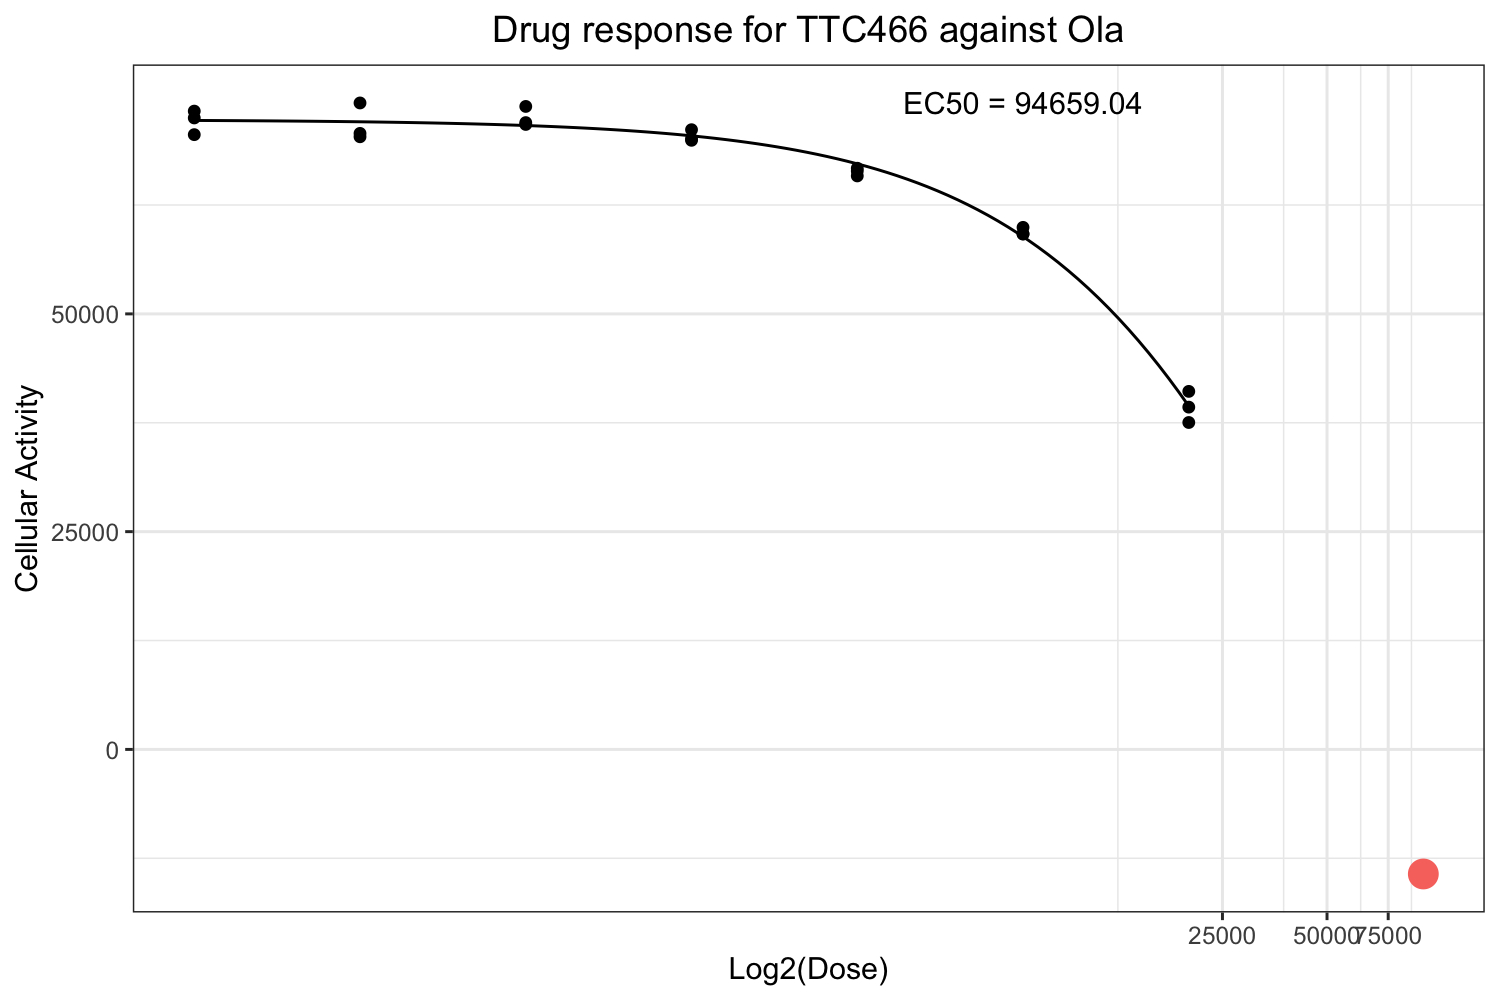 Drug response for TTC466 against Ola
EC50 = 94659.04
50000
25000
0
Cellular Activity
25000 50000 75000
Log2(Dose)